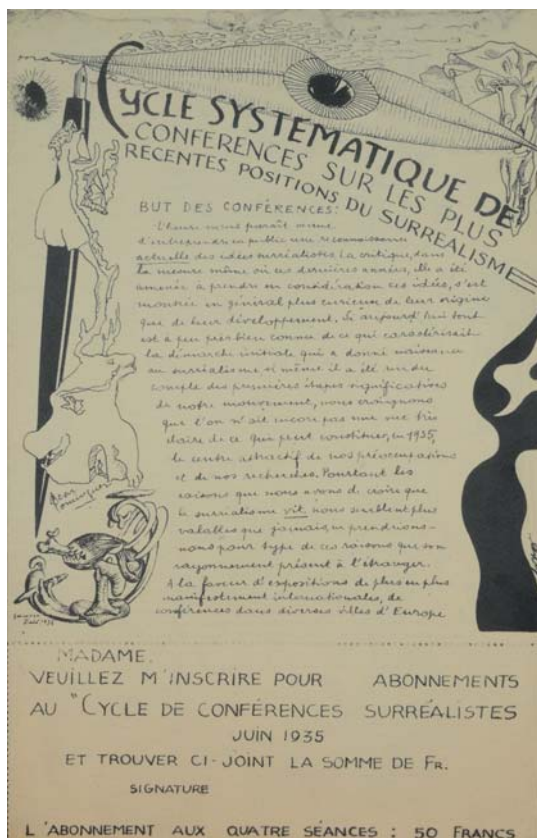 man
CYCLE SYSTEMATIQUE DE
CONFERENCES SUR LES PLUS
RECENTES POSITIONS DU SURRÉALISME
BUT DES CONFÉRENCES:
L'heure nous paraît venue
d'entreprendre en public une reconnaissance
actuelle des idées surréalistes. La critique, dans
la mesure même où, ces dernières années, elle a été
amenée à prendre en considération ces idées, s'est
montrée en général plus curieuse de leur origine
que de leur développement. Si aujourd'hui tout
est à peu près bien connu de ce qui caractérisait
la démarche initiale qui a donné naissance
au surréalisme si même il a été rendu
compte des premières étapes significatives
de notre mouvement, nous craignons
que l'on n'ait encore pas une vue très
claire de ce qui peut constituer, en 1935,
le centre attractif de nos préoccupations
et de nos recherches. Pourtant les
raisons que nous avons de croire que
le surréalisme vit, nous semblent plus
valables que jamais, en prendrions-
nous pour type de ces raisons que son
rayonnement présent à l'étranger.
A la faveur d'expositions de plus en plus
manifestement internationales, de
conférences dans diverses villes d'Europe
MADAME.
VEUILLEZ M'INSCRIRE POUR ABONNEMENTS
AU "CYCLE DE CONFÉRENCES SURRÉALISTES
JUIN 1935
ET TROUVER CI-JOINT LA SOMME DE FR.
SIGNATURE
L'ABONNEMENT AUX QUATRE SÉANCES : 50 FRANCS